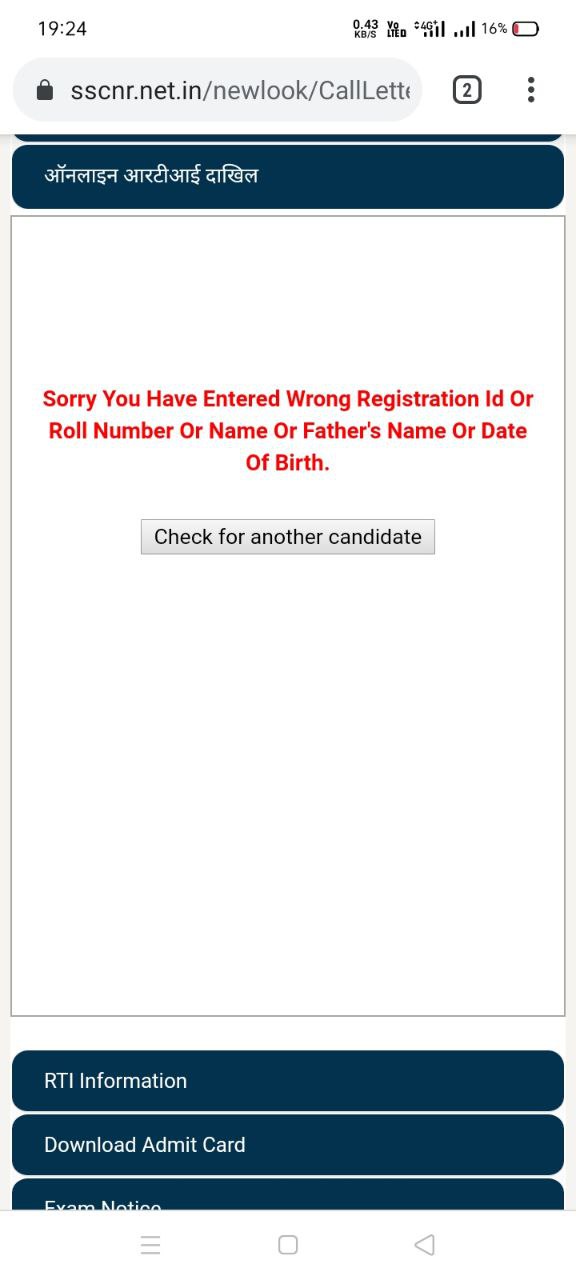 19:24
0.43 KB/S Vo LTED 4G+ 16%
sscnr.net.in/newlook/CallLette
2
ऑनलाइन आरटीआई दाखिल
Sorry You Have Entered Wrong Registration Id Or
Roll Number Or Name Or Father's Name Or Date
Of Birth.
Check for another candidate
RTI Information
Download Admit Card
Exam Notice